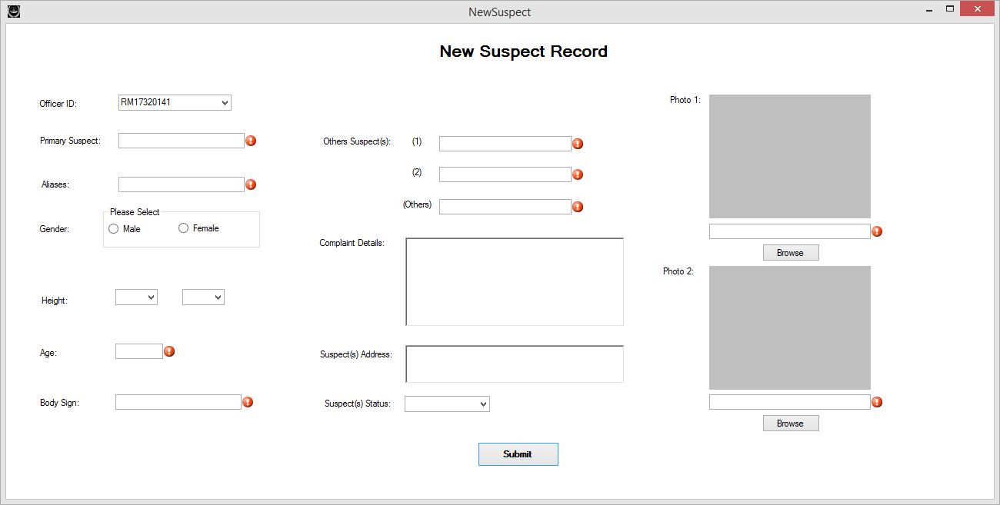 NewSuspect
New Suspect Record
Officer ID:
RM17320141
Primary Suspect:
Aliases:
Please Select
Gender:
Male
Female
Height:
Age:
Body Sign:
Others Suspect(s):
(1)
(2)
(Others)
Complaint Details:
Suspect(s) Address:
Suspect(s) Status:
Submit
Photo 1:
Browse
Photo 2:
Browse